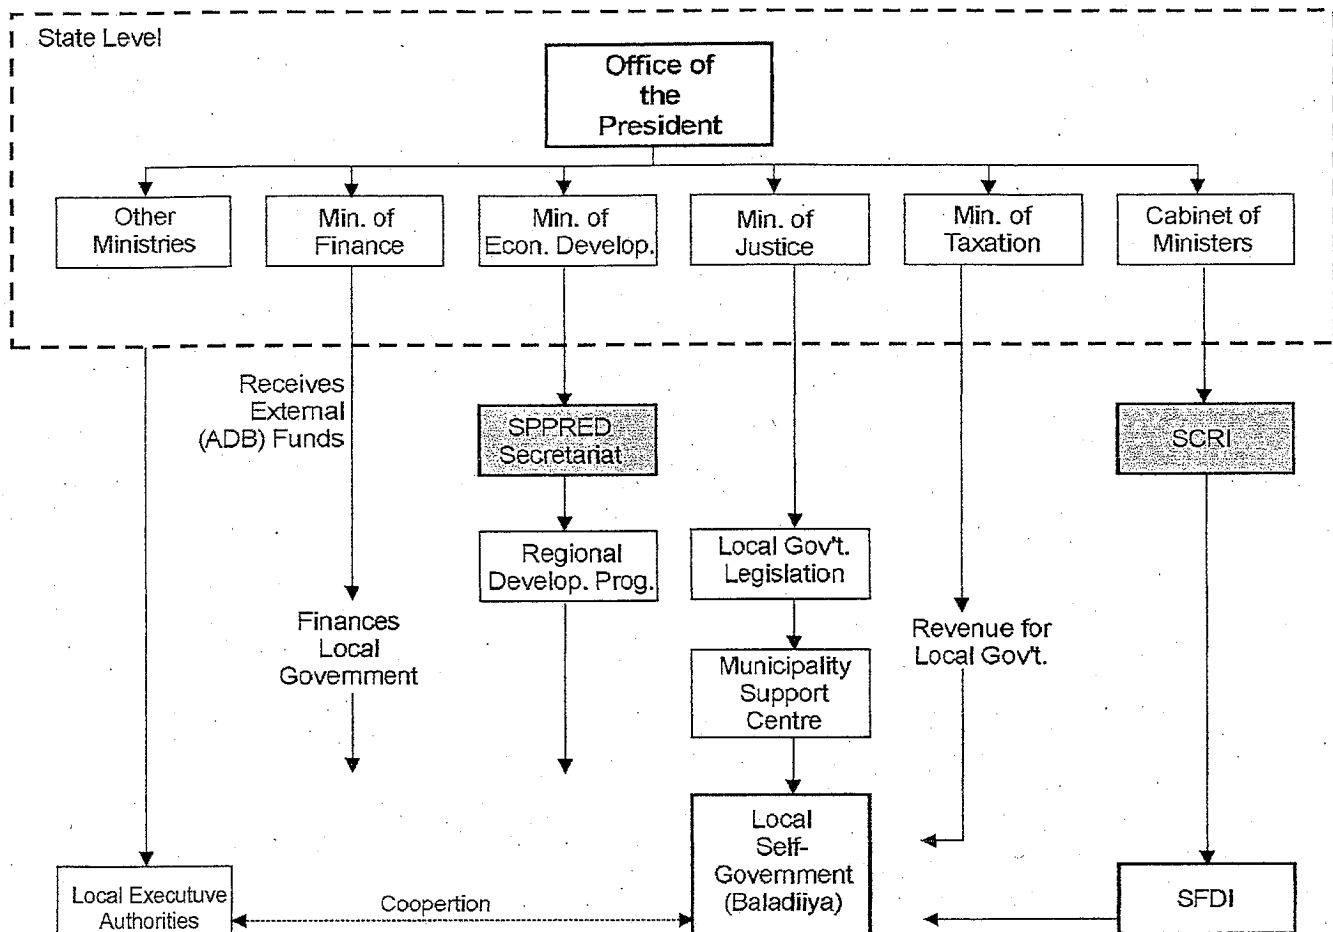 State Level
Office of
the
President
Other
Ministries
Min. of
Finance
Min. of
Econ. Develop.
Min. of
Justice
Min. of
Taxation
Cabinet of
Ministers
Receives
External
(ADB) Funds
SPPRED
Secretariat
SCRI
Regional
Develop. Prog.
Local Gov't.
Legislation
Finances
Local
Government
Revenue for
Local Gov't.
Municipality
Support
Centre
Local
Self-
Government
(Baladiiya)
Local Executuve
Authorities
Coopertion
SFDI